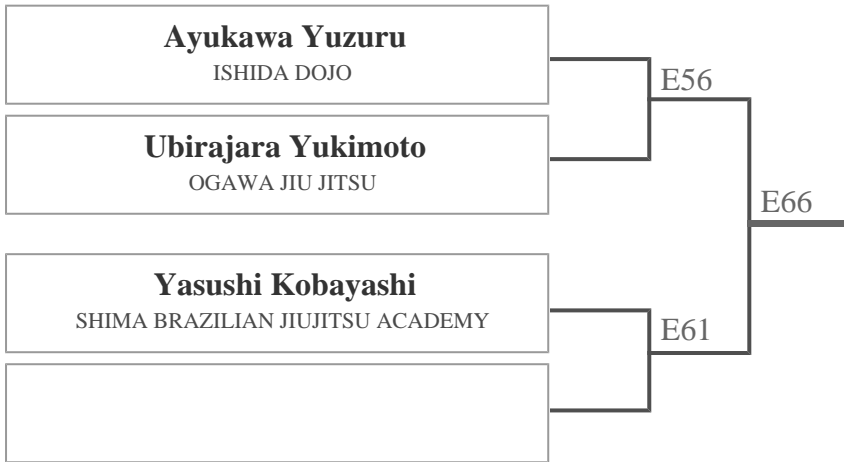 Ayukawa Yuzuru
ISHIDA DOJO
E56
Ubirajara Yukimoto
OGAWA JIU JITSU
E66
Yasushi Kobayashi
SHIMA BRAZILIAN JIUJITSU ACADEMY
E61